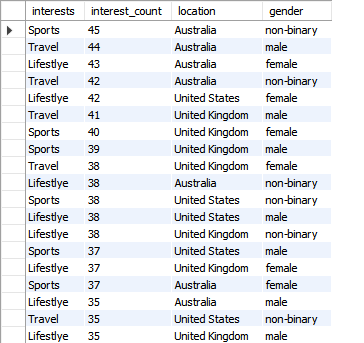 interests interest_count location gender
Sports 45 Australia non-binary
Travel 44 Australia male
Lifestlye 43 Australia female
Travel 42 Australia non-binary
Lifestlye 42 United States female
Travel 41 United Kingdom male
Sports 40 United Kingdom female
Sports 39 United Kingdom male
Travel 38 United Kingdom female
Lifestlye 38 Australia non-binary
Sports 38 United States non-binary
Lifestlye 38 United States male
Lifestlye 38 United Kingdom non-binary
Sports 37 United States male
Lifestlye 37 United Kingdom female
Sports 37 Australia female
Lifestlye 35 Australia male
Travel 35 United States non-binary
Lifestlye 35 United Kingdom male